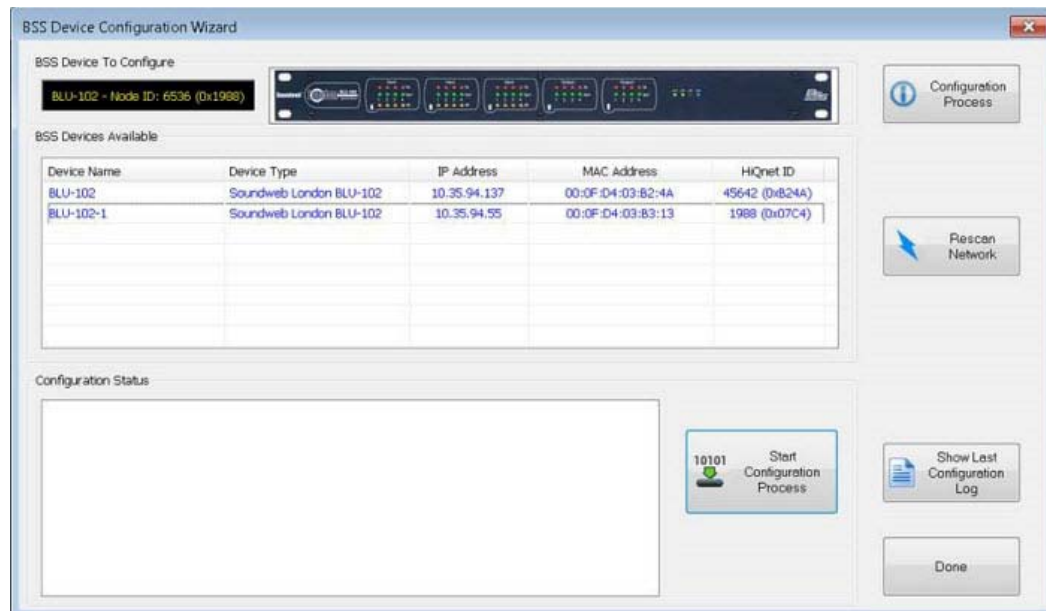 BSS Device Configuration Wizard
BSS Device To Configure
BLU-102 - Node ID: 6536 (0x1988)
Configuration
Process
BSS Devices Available
Device Name Device Type IP Address MAC Address HiQnet ID
BLU-102 Soundweb London BLU-102 10.35.94.137 00:0F:D4:03:B2:4A 45642 (0xB24A)
BLU-102-1 Soundweb London BLU-102 10.35.94.55 00:0F:D4:03:B3:13 1988 (0x07C4)
Rescan
Network
Configuration Status
10101
Start
Configuration
Process
Show Last
Configuration
Log
Done